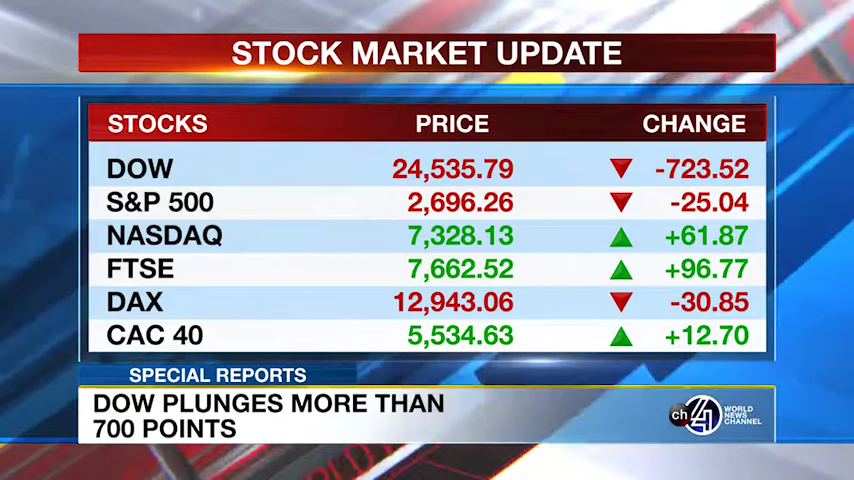 STOCK MARKET UPDATE
STOCKS PRICE CHANGE
DOW 24,535.79 ▼ -723.52
S&P 500 2,696.26 ▼ -25.04
NASDAQ 7,328.13 ▲ +61.87
FTSE 7,662.52 ▲ +96.77
DAX 12,943.06 ▼ -30.85
CAC 40 5,534.63 ▲ +12.70
SPECIAL REPORTS
DOW PLUNGES MORE THAN
700 POINTS
ch 41
WORLD
NEWS
CHANNEL